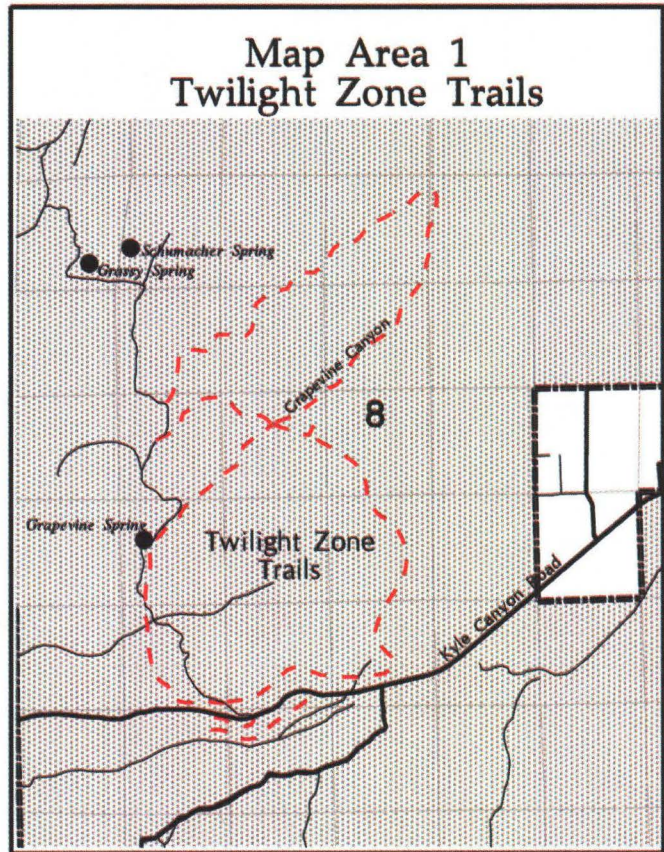 Map Area 1
Twilight Zone Trails
Schumacher Spring
Grassy Spring
Grapevine Canyon
8
Grapevine Spring
Twilight Zone
Trails
Kyle Canyon Road